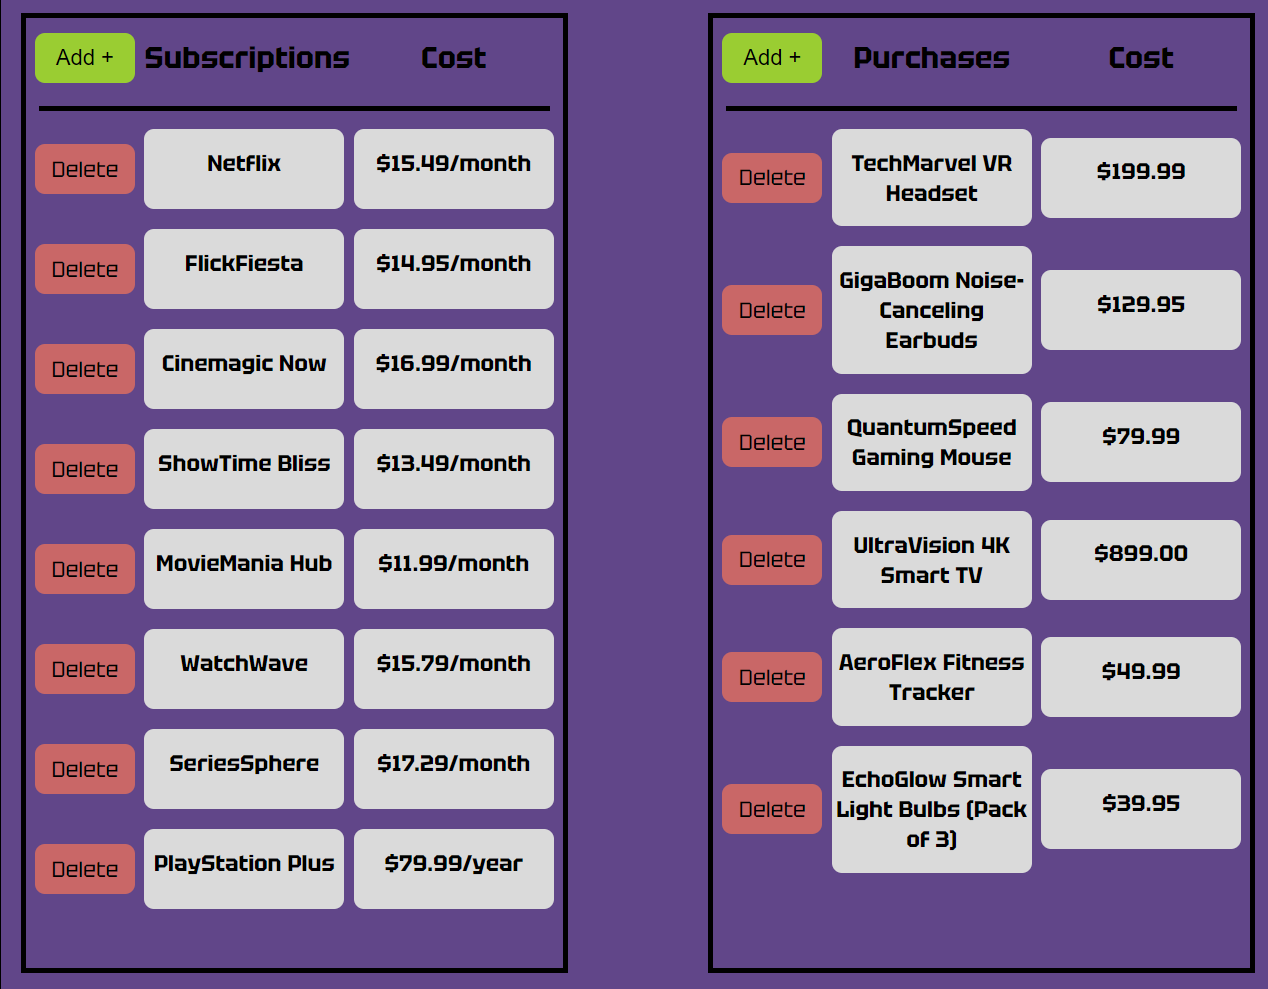 Add + Subscriptions Cost
Delete Netflix $15.49/month
Delete FlickFiesta $14.95/month
Delete Cinemagic Now $16.99/month
Delete ShowTime Bliss $13.49/month
Delete MovieMania Hub $11.99/month
Delete WatchWave $15.79/month
Delete SeriesSphere $17.29/month
Delete PlayStation Plus $79.99/year
Add + Purchases Cost
Delete TechMarvel VR $199.99
Headset
Delete GigaBoom Noise- $129.95
Canceling
Earbuds
Delete QuantumSpeed $79.99
Gaming Mouse
Delete UltraVision 4K $899.00
Smart TV
Delete AeroFlex Fitness $49.99
Tracker
Delete EchoGlow Smart $39.95
Light Bulbs (Pack
of 3)